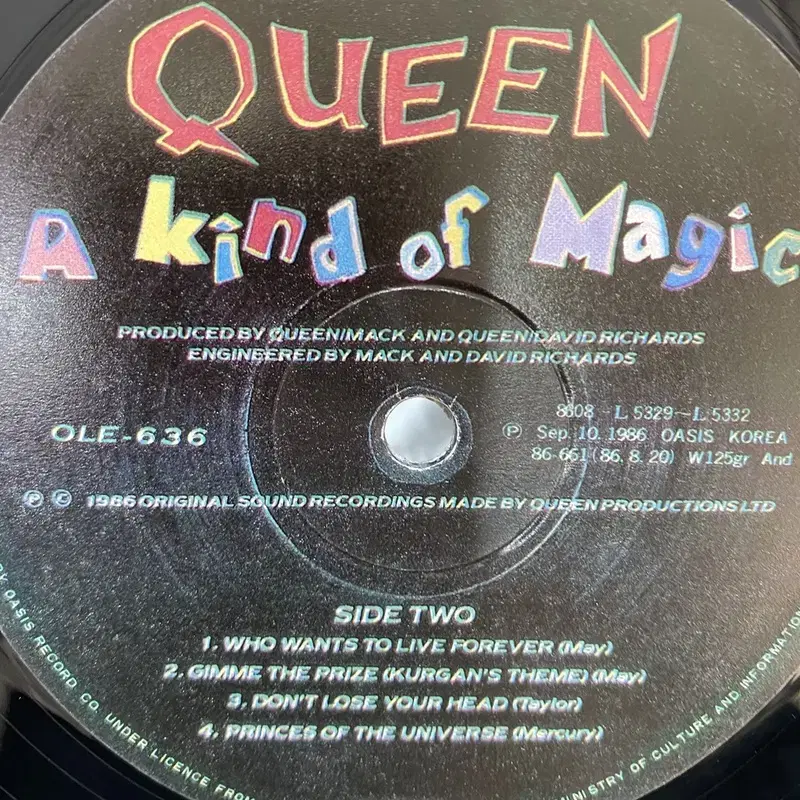 QUEEN
A kind of Magic
PRODUCED BY QUEEN/MACK AND QUEEN/DAVID RICHARDS
ENGINEERED BY MACK AND DAVID RICHARDS
OLE-636
8808 L 5329~L 5332
Ⓟ Sep. 10. 1986 OASIS KOREA
86-661 (86. 8. 20) W125gr And
Ⓟ © 1986 ORIGINAL SOUND RECORDINGS MADE BY QUEEN PRODUCTIONS LTD
SIDE TWO
1. WHO WANTS TO LIVE FOREVER (May)
2. GIMME THE PRIZE (KURGAN'S THEME) (May)
3. DON'T LOSE YOUR HEAD (Taylor)
4. PRINCES OF THE UNIVERSE (Mercury)
BY OASIS RECORD CO. UNDER LICENCE FROM
MINISTRY OF CULTURE AND INFORMATION